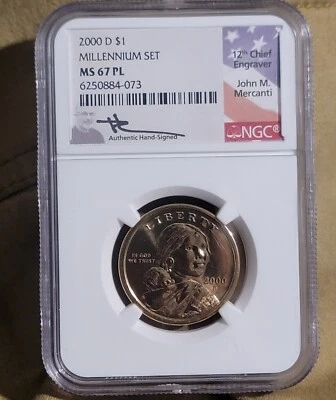 2000 D $1
MILLENNIUM SET
MS 67 PL
6250884-073
Authentic Hand-Signed
12th Chief
Engraver
John M.
Mercanti
NGC®
LIBERTY
IN GOD
WE TRUST
2000